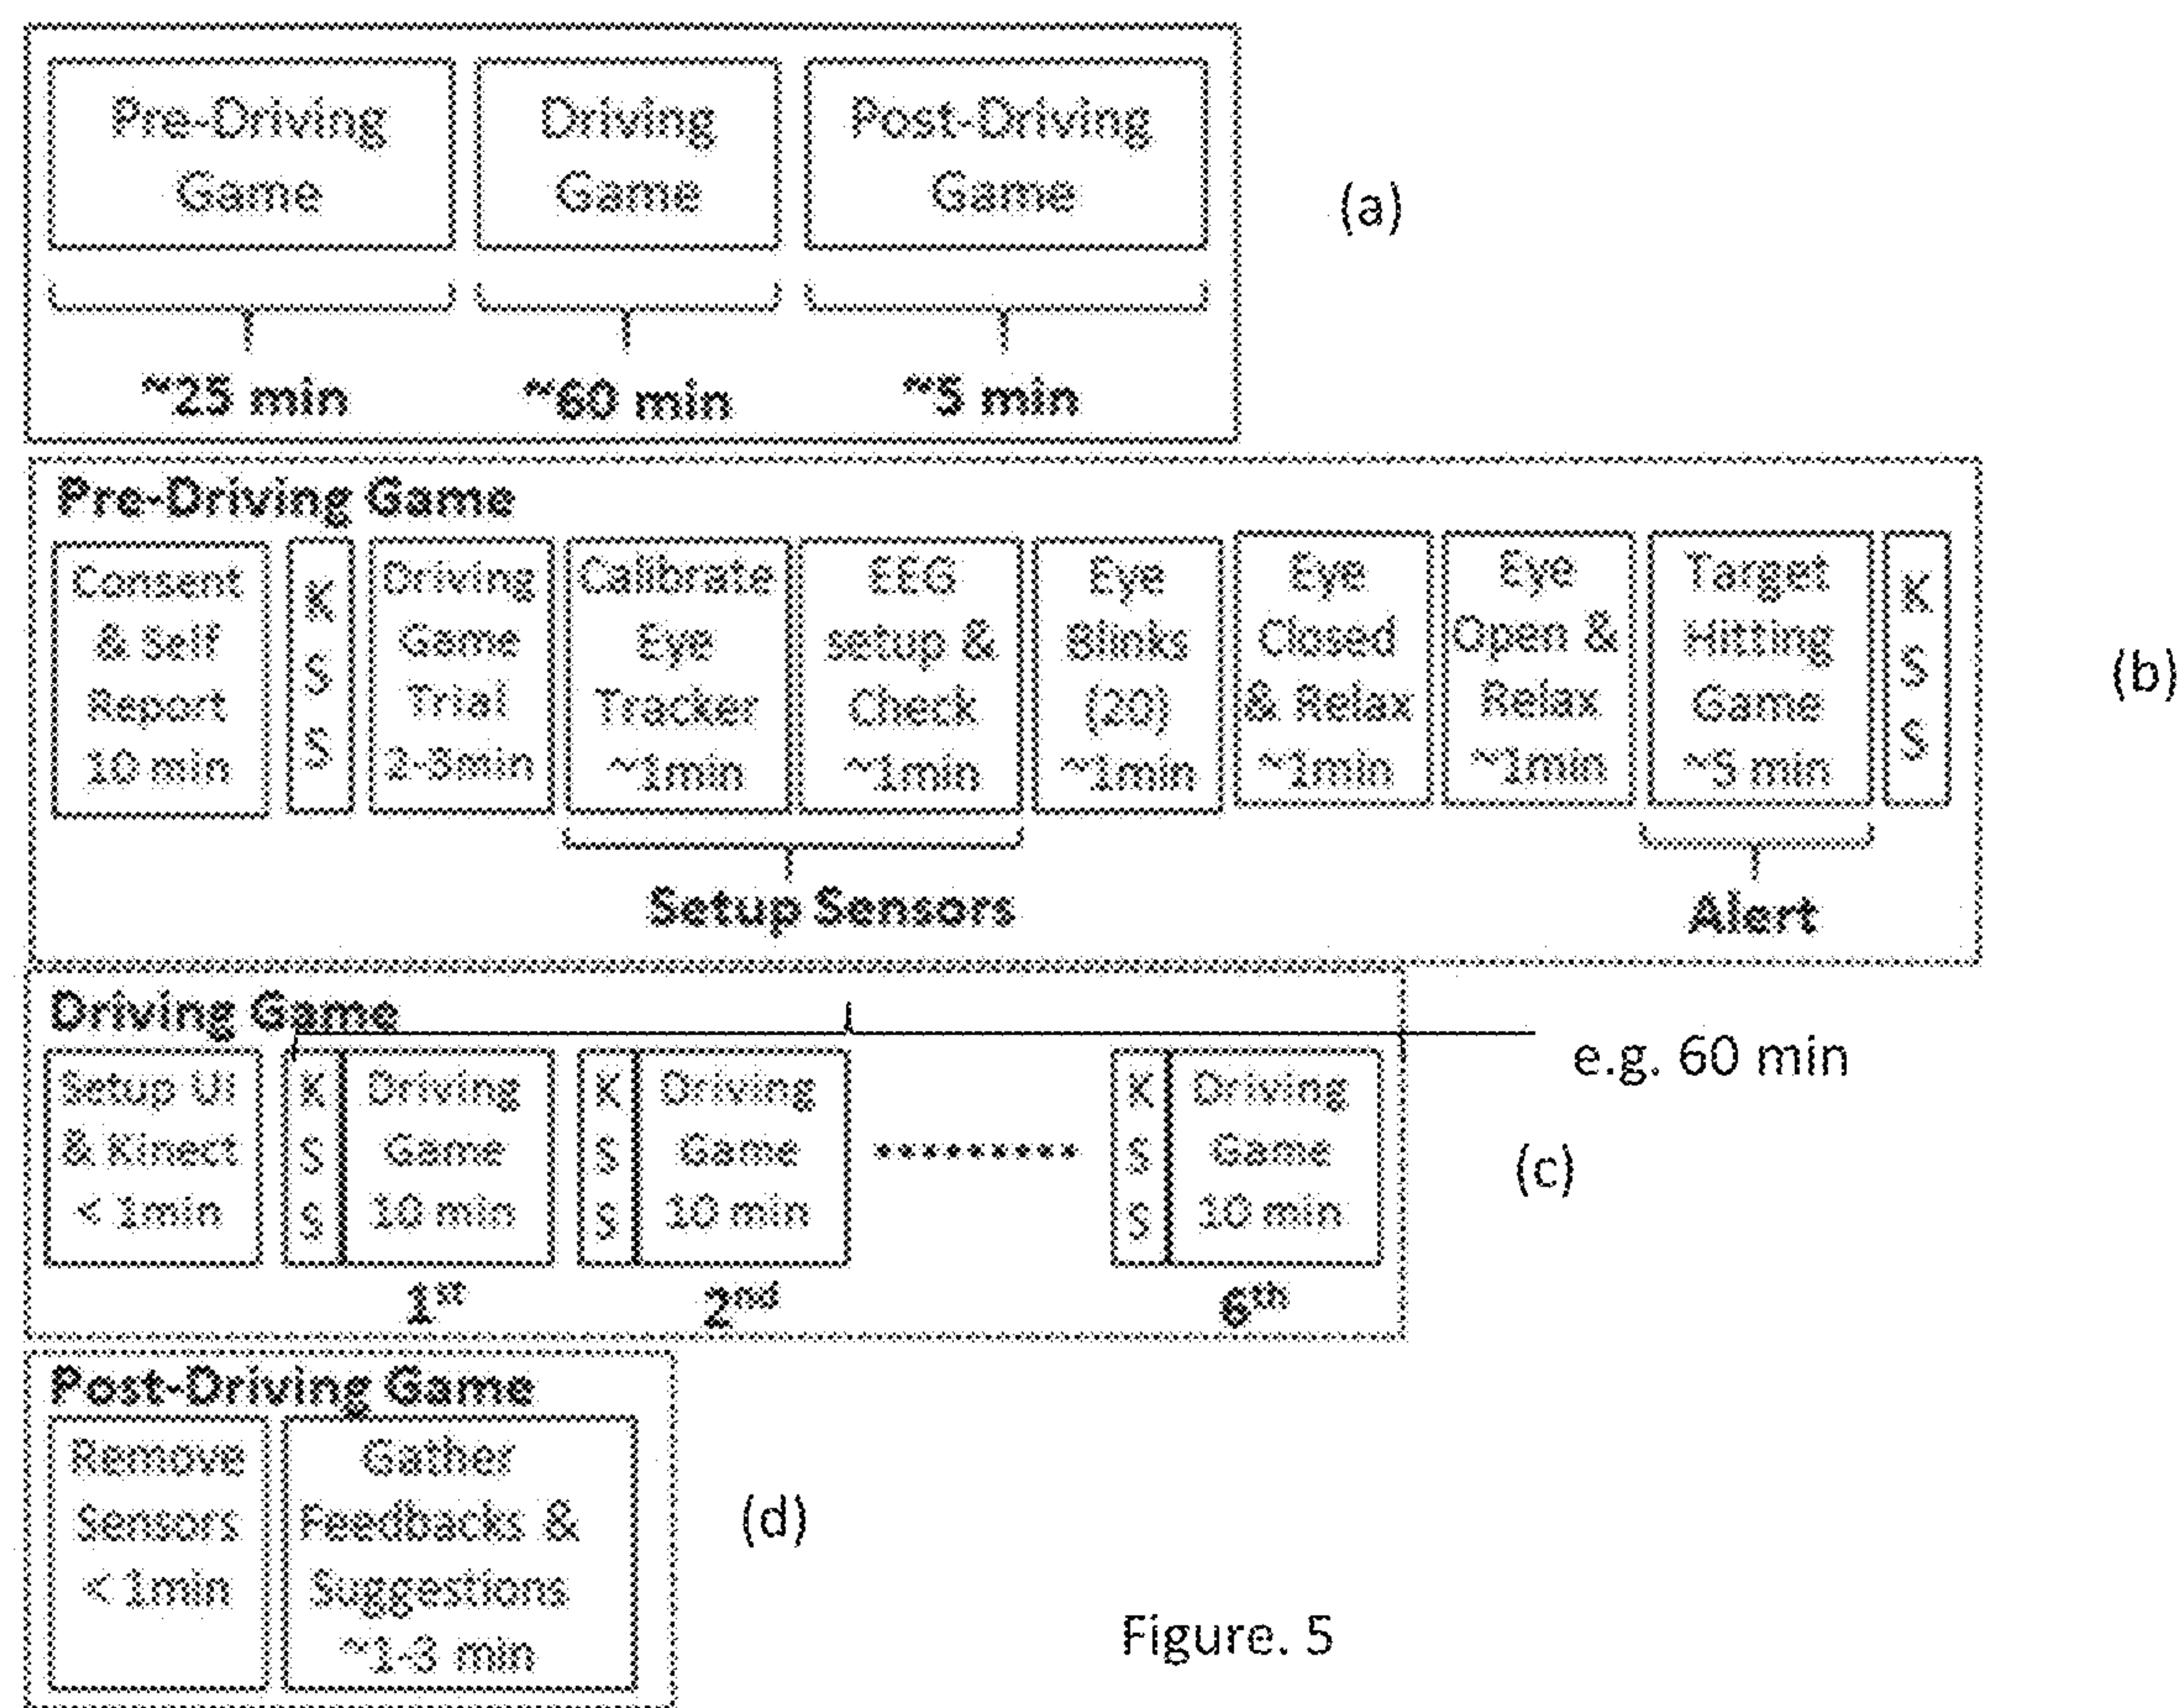 Pre-Driving
Game
Driving
Game
Post-Driving
Game
(a)
~25 min
~60 min
~5 min
Pre-Driving Game
Consent
& Self
Report
10 min
K
S
S
Driving
Game
Trial
2-3min
Calibrate
Eye
Tracker
~1min
EEG
setup &
Check
~1min
Eye
Blinks
(20)
~1min
Eye
Closed
& Relax
~1min
Eye
Open &
Relax
~1min
Target
Hitting
Game
~5 min
K
S
S
(b)
Setup Sensors
Alert
Driving Game
e.g. 60 min
Setup UI
& Kinect
< 1min
K
S
S
Driving
Game
10 min
K
S
S
Driving
Game
10 min
.........
K
S
S
Driving
Game
10 min
(c)
1st
2nd
6th
Post-Driving Game
Remove
Sensors
< 1min
Gather
Feedbacks &
Suggestions
~1-3 min
(d)
Figure. 5